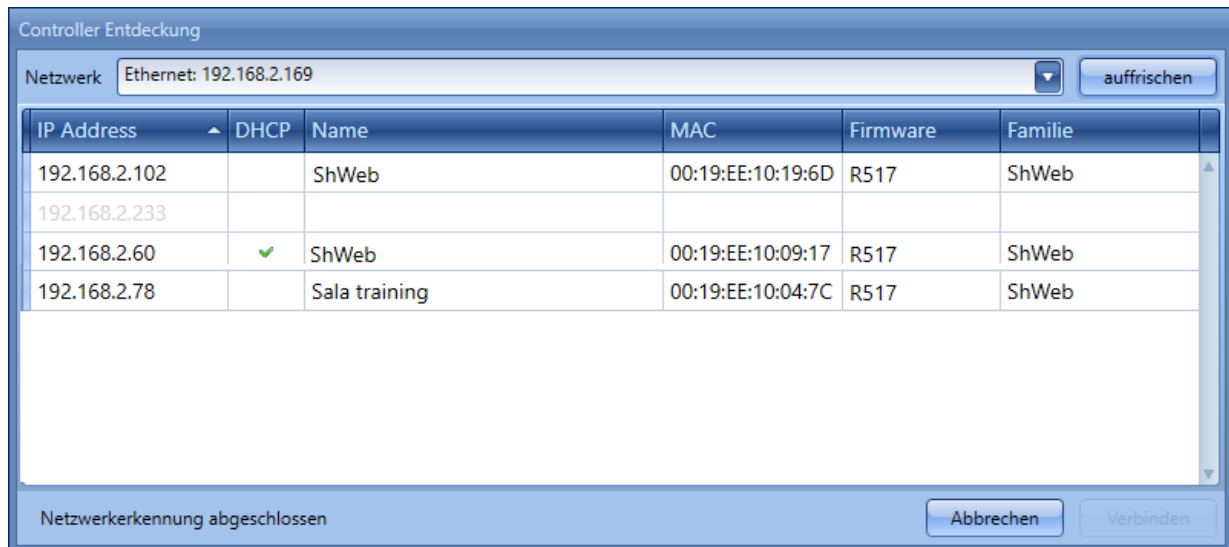 Controller Entdeckung
Netzwerk Ethernet: 192.168.2.169 auffrischen
IP Address DHCP Name MAC Firmware Familie
192.168.2.102 ShWeb 00:19:EE:10:19:6D R517 ShWeb
192.168.2.233
192.168.2.60 ShWeb 00:19:EE:10:09:17 R517 ShWeb
192.168.2.78 Sala training 00:19:EE:10:04:7C R517 ShWeb
Netzwerkerkennung abgeschlossen Abbrechen Verbinden